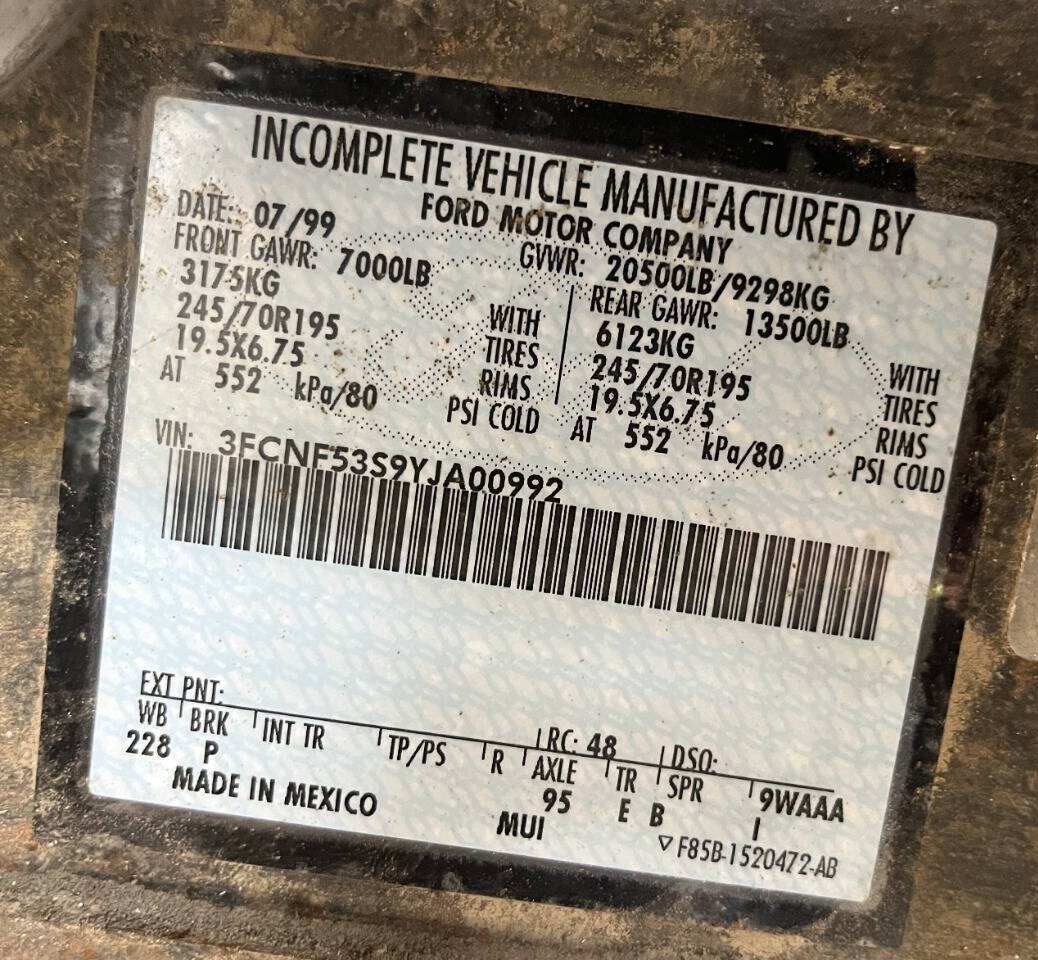 INCOMPLETE VEHICLE MANUFACTURED BY
FORD MOTOR COMPANY
DATE: 07/99 GVWR: 20500LB/9298KG
FRONT GAWR: 7000LB REAR GAWR: 13500LB
3175KG WITH 6123KG WITH
245/70R195 TIRES 245/70R195 TIRES
19.5X6.75 RIMS 19.5X6.75 RIMS
AT 552 kPa/80 PSI COLD AT 552 kPa/80 PSI COLD
VIN: 3FCNF53S9YJA00992
EXT PNT: RC: 48 DSO:
WB BRK INT TR TP/PS R AXLE TR SPR 9WAAA
228 P 95 E B I
MADE IN MEXICO MUI ▽ F85B-1520472-AB